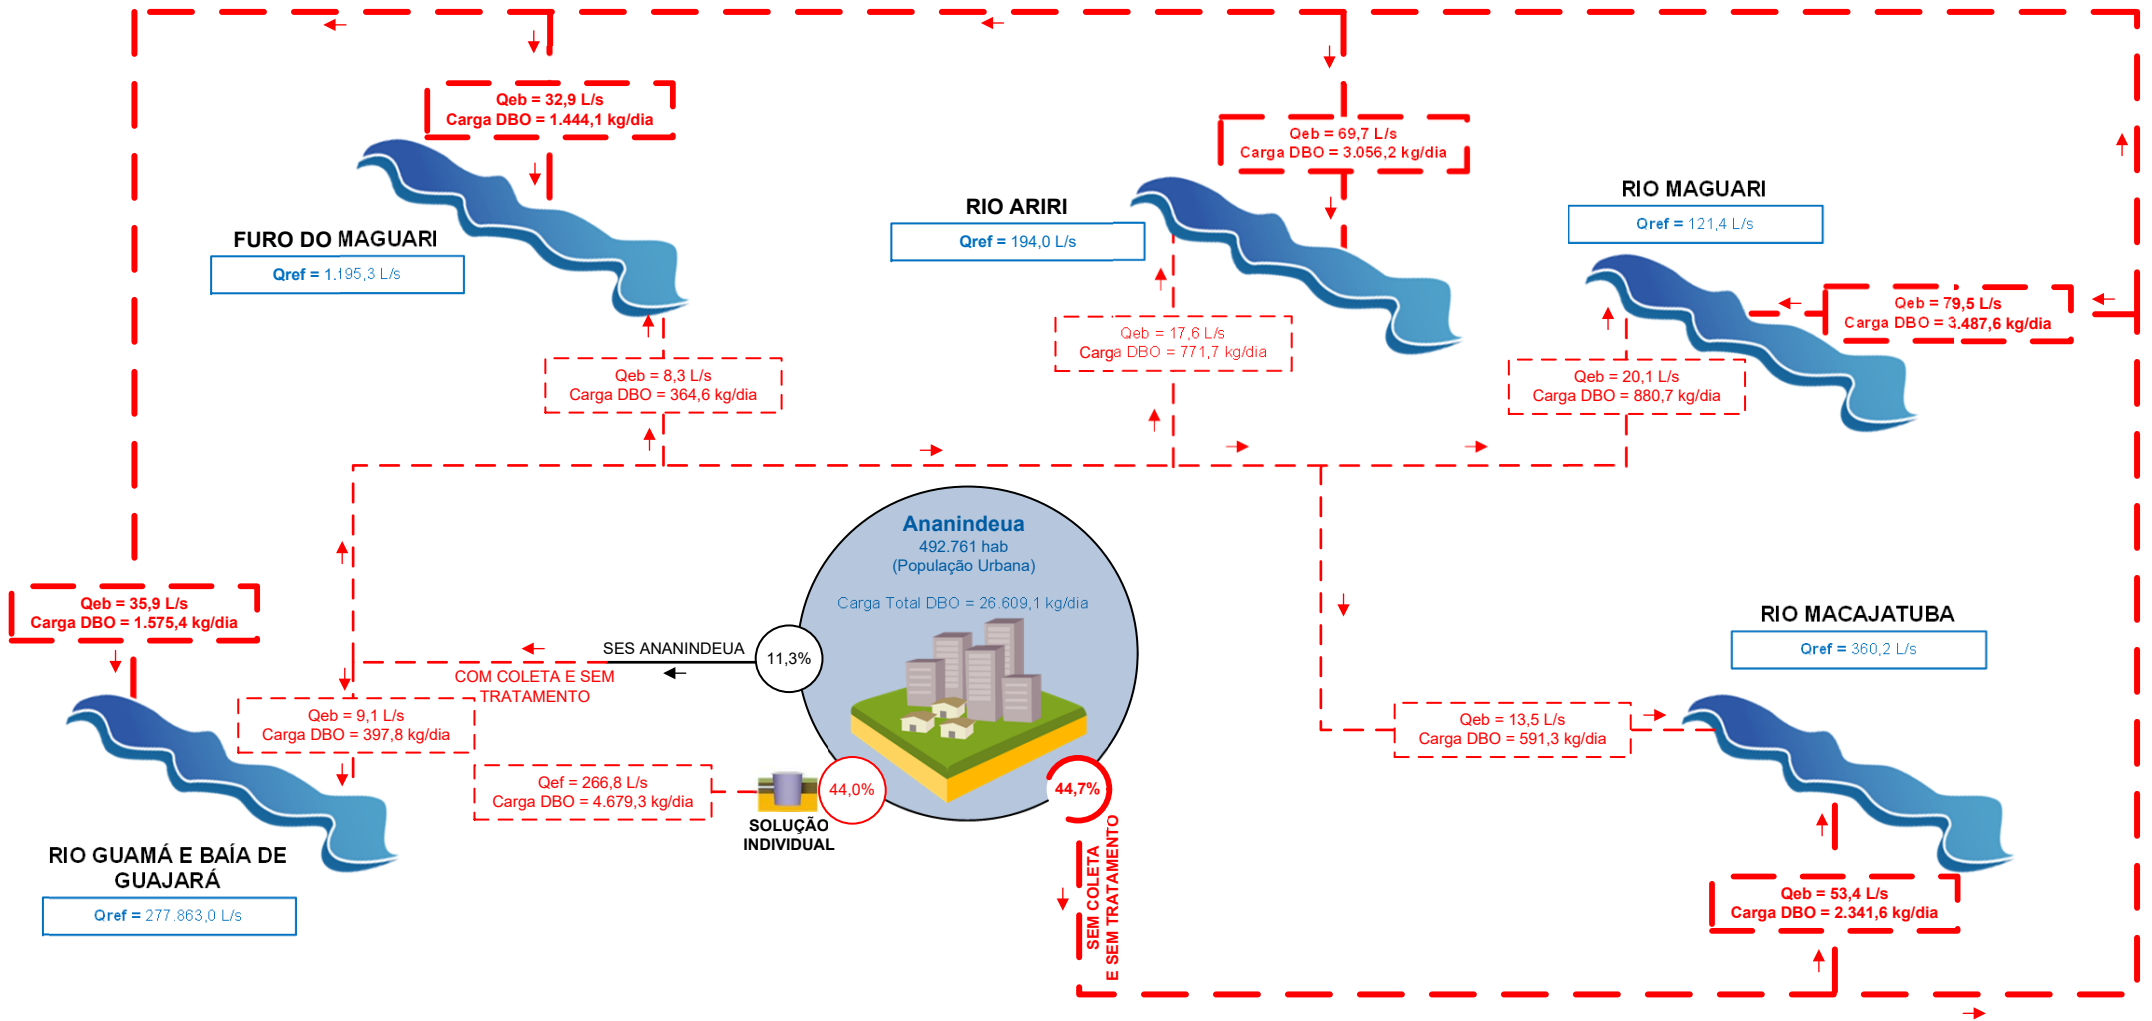 Qeb = 32,9 L/s
Carga DBO = 1.444,1 kg/dia
Qeb = 69,7 L/s
Carga DBO = 3.056,2 kg/dia
RIO MAGUARI
Qref = 121,4 L/s
RIO ARIRI
Qref = 194,0 L/s
FURO DO MAGUARI
Qref = 1.195,3 L/s
Qeb = 79,5 L/s
Carga DBO = 3.487,6 kg/dia
Qeb = 17,6 L/s
Carga DBO = 771,7 kg/dia
Qeb = 8,3 L/s
Carga DBO = 364,6 kg/dia
Qeb = 20,1 L/s
Carga DBO = 880,7 kg/dia
Ananindeua
492.761 hab
(População Urbana)
Carga Total DBO = 26.609,1 kg/dia
Qeb = 35,9 L/s
Carga DBO = 1.575,4 kg/dia
RIO MACAJATUBA
Qref = 360,2 L/s
SES ANANINDEUA
11,3%
COM COLETA E SEM
TRATAMENTO
Qeb = 9,1 L/s
Carga DBO = 397,8 kg/dia
Qeb = 13,5 L/s
Carga DBO = 591,3 kg/dia
Qef = 266,8 L/s
Carga DBO = 4.679,3 kg/dia
44,0%
44,7%
SOLUÇÃO
INDIVIDUAL
SEM COLETA
E SEM TRATAMENTO
RIO GUAMÁ E BAÍA DE
GUAJARÁ
Qref = 277.863,0 L/s
Qeb = 53,4 L/s
Carga DBO = 2.341,6 kg/dia